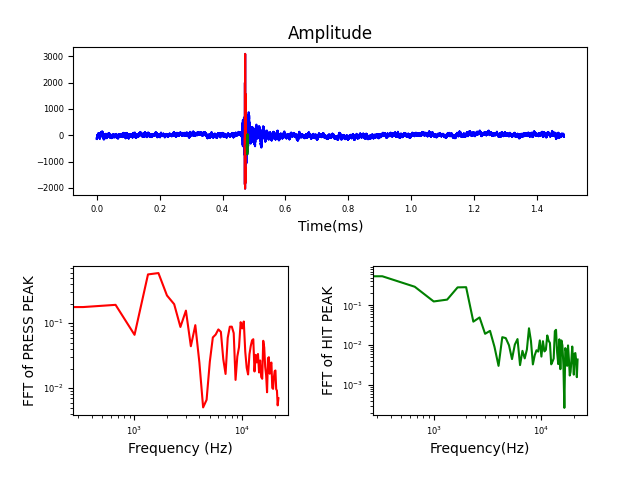 Amplitude
3000
2000
1000
0
−1000
−2000
0.0 0.2 0.4 0.6 0.8 1.0 1.2 1.4
Time(ms)
FFT of PRESS PEAK
10⁻¹
10⁻²
10³ 10⁴
Frequency (Hz)
FFT of HIT PEAK
10⁻¹
10⁻²
10⁻³
10³ 10⁴
Frequency(Hz)